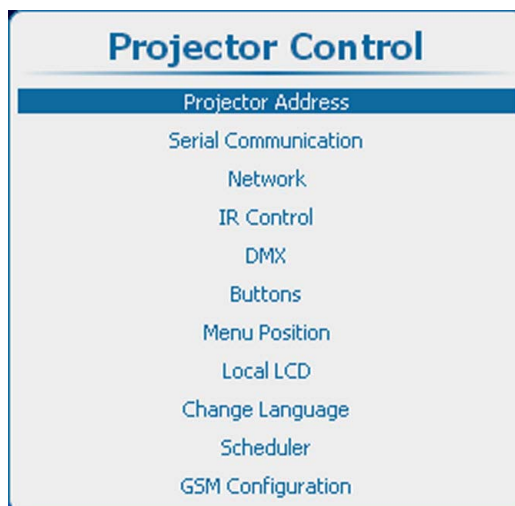 Projector Control
Projector Address
Serial Communication
Network
IR Control
DMX
Buttons
Menu Position
Local LCD
Change Language
Scheduler
GSM Configuration